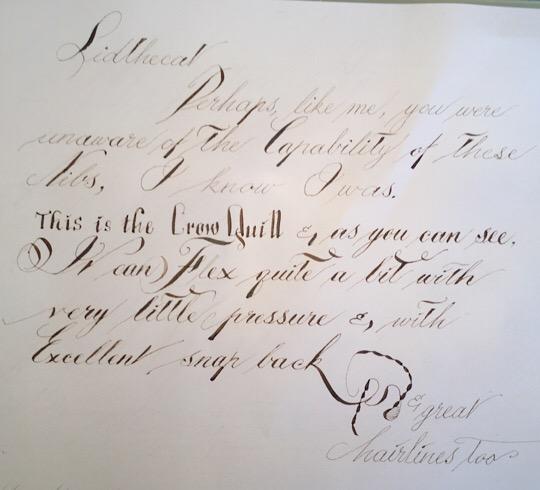 Lidthecat
Perhaps, like me, you were
unaware of the Capability of these
Nibs, I know I was.
This is the Crow Quill &, as you can see,
It can Flex quite a bit with
very little pressure &, with
Excellent snap back
& great
hairlines too